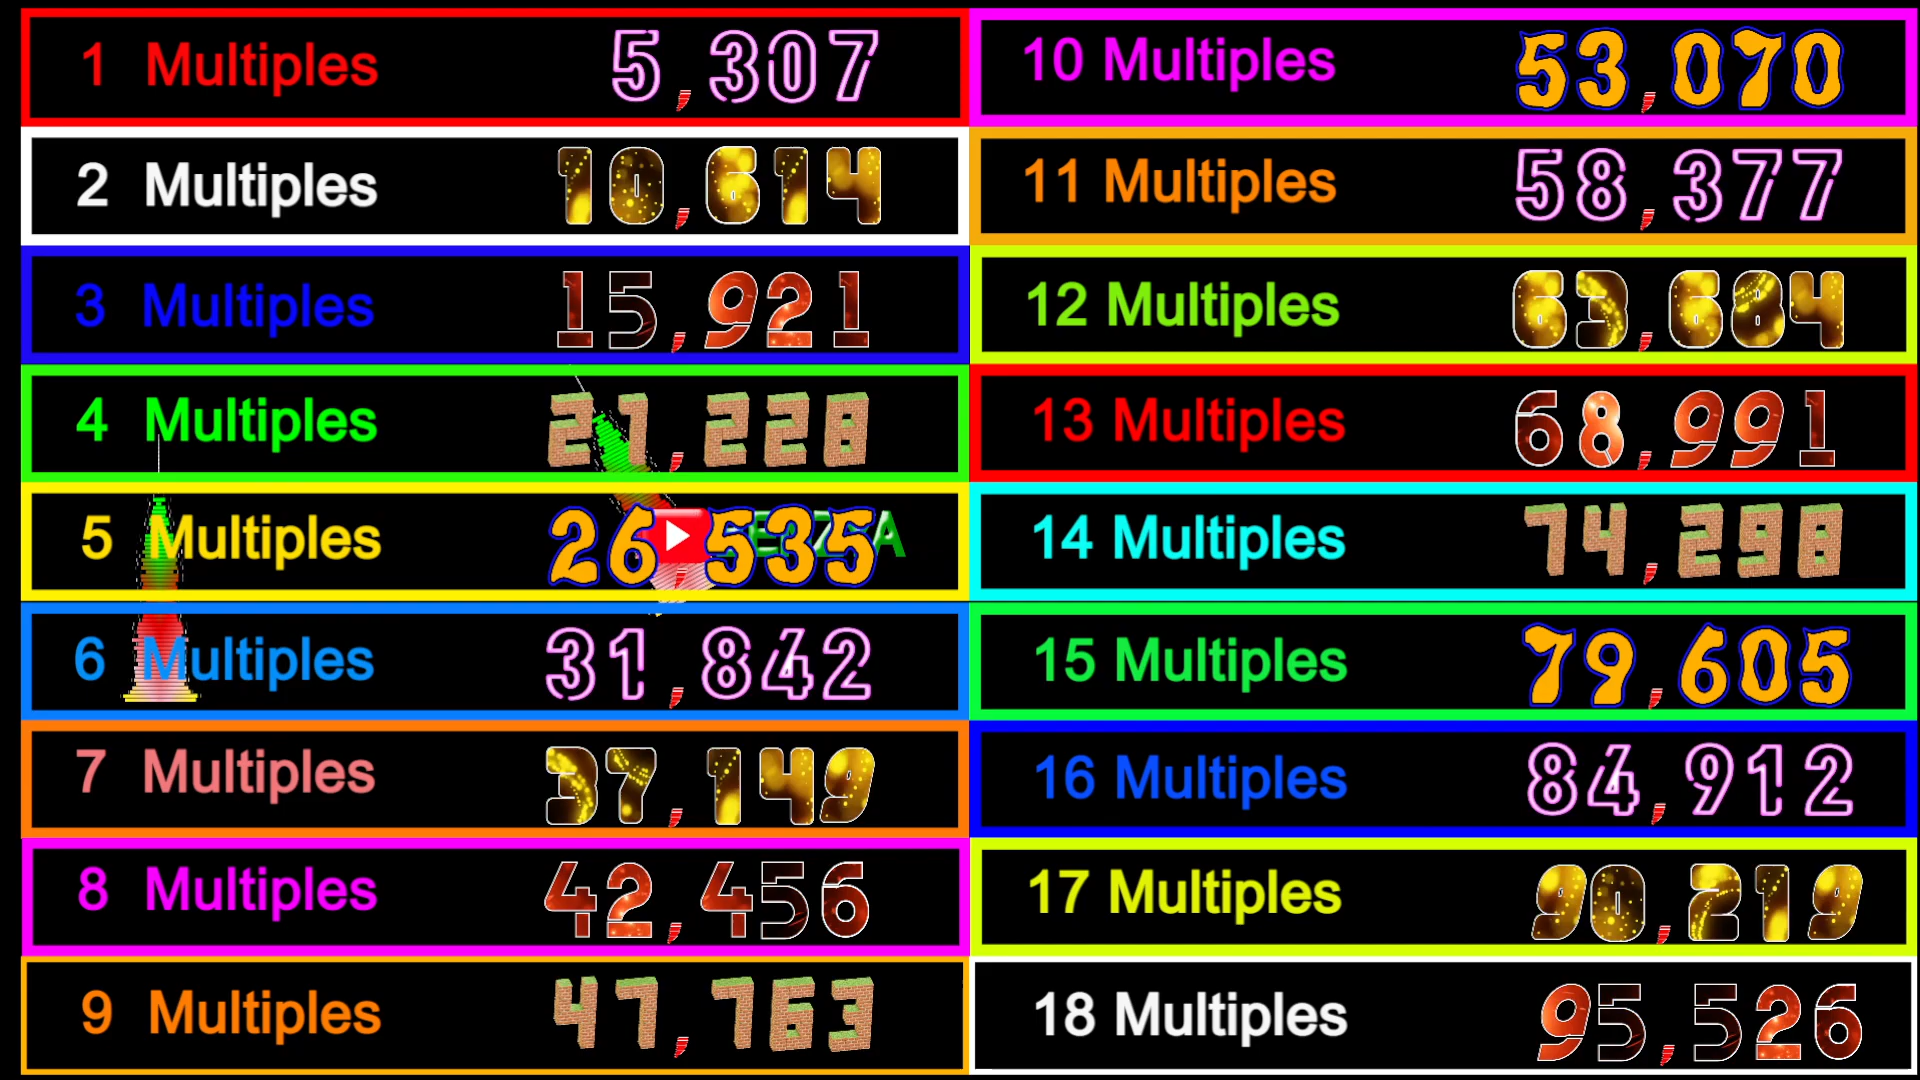 1 Multiples 5,307
2 Multiples 10,614
3 Multiples 15,921
4 Multiples 21,228
5 Multiples 26,535
6 Multiples 31,842
7 Multiples 37,149
8 Multiples 42,456
9 Multiples 47,763
10 Multiples 53,070
11 Multiples 58,377
12 Multiples 63,684
13 Multiples 68,991
14 Multiples 74,298
15 Multiples 79,605
16 Multiples 84,912
17 Multiples 90,219
18 Multiples 95,526